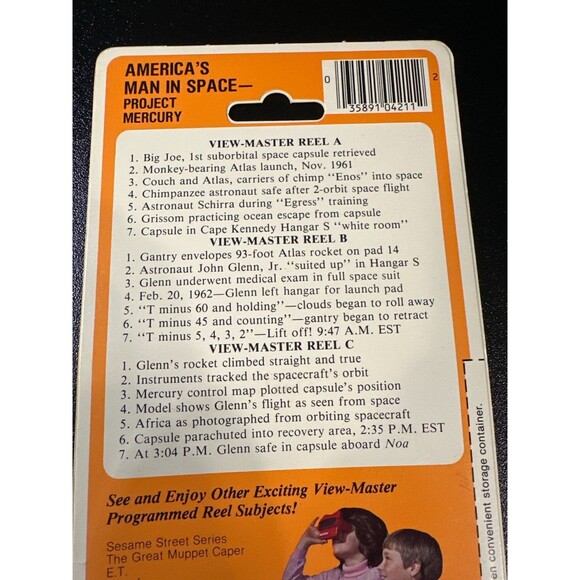 AMERICA'S
MAN IN SPACE—
PROJECT
MERCURY
0 35891 04211 2
VIEW-MASTER REEL A
1. Big Joe, 1st suborbital space capsule retrieved
2. Monkey-bearing Atlas launch, Nov. 1961
3. Couch and Atlas, carriers of chimp "Enos" into space
4. Chimpanzee astronaut safe after 2-orbit space flight
5. Astronaut Schirra during "Egress" training
6. Grissom practicing ocean escape from capsule
7. Capsule in Cape Kennedy Hangar S "white room"
VIEW-MASTER REEL B
1. Gantry envelopes 93-foot Atlas rocket on pad 14
2. Astronaut John Glenn, Jr. "suited up" in Hangar S
3. Glenn underwent medical exam in full space suit
4. Feb. 20, 1962—Glenn left hangar for launch pad
5. "T minus 60 and holding"—clouds began to roll away
6. "T minus 45 and counting"—gantry began to retract
7. "T minus 5, 4, 3, 2"—Lift off! 9:47 A.M. EST
VIEW-MASTER REEL C
1. Glenn's rocket climbed straight and true
2. Instruments tracked the spacecraft's orbit
3. Mercury control map plotted capsule's position
4. Model shows Glenn's flight as seen from space
5. Africa as photographed from orbiting spacecraft
6. Capsule parachuted into recovery area, 2:35 P.M. EST
7. At 3:04 P.M. Glenn safe in capsule aboard Noa
See and Enjoy Other Exciting View-Master
Programmed Reel Subjects!
Sesame Street Series
The Great Muppet Caper
E.T.
en convenient storage container.